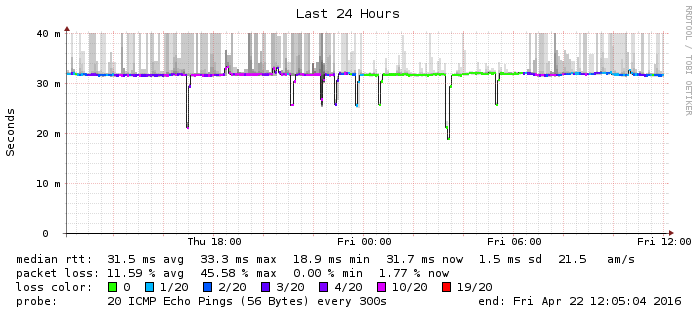 Last 24 Hours
RRDTOOL / TOBI OETIKER
Seconds
40 m
30 m
20 m
10 m
0
Thu 18:00 Fri 00:00 Fri 06:00 Fri 12:00
median rtt: 31.5 ms avg 33.3 ms max 18.9 ms min 31.7 ms now 1.5 ms sd 21.5 am/s
packet loss: 11.59 % avg 45.58 % max 0.00 % min 1.77 % now
loss color: 0 1/20 2/20 3/20 4/20 10/20 19/20
probe: 20 ICMP Echo Pings (56 Bytes) every 300s end: Fri Apr 22 12:05:04 2016